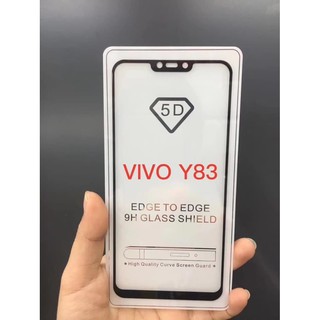 5D
VIVO Y83
EDGE TO EDGE
9H GLASS SHIELD
High Quality Curve Screen Guard